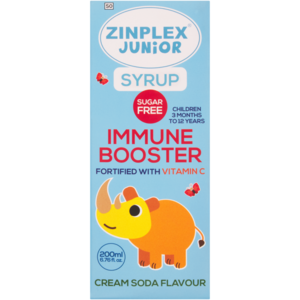 SO
ZINPLEX
JUNIOR
SYRUP
SUGAR
FREE
CHILDREN
3 MONTHS
TO 12 YEARS
IMMUNE
BOOSTER
FORTIFIED WITH VITAMIN C
200ml
6.76 fl. oz.
CREAM SODA FLAVOUR